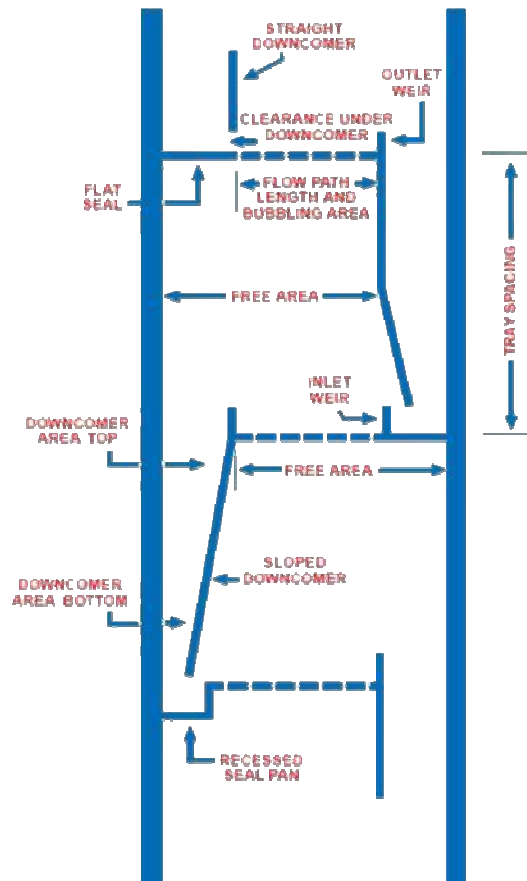 STRAIGHT
DOWNCOMER
OUTLET
WEIR
CLEARANCE UNDER
DOWNCOMER
FLAT
SEAL
FLOW PATH
LENGTH AND
BUBBLING AREA
TRAY SPACING
FREE AREA
INLET
WEIR
DOWNCOMER
AREA TOP
FREE AREA
SLOPED
DOWNCOMER
DOWNCOMER
AREA BOTTOM
RECESSED
SEAL PAN